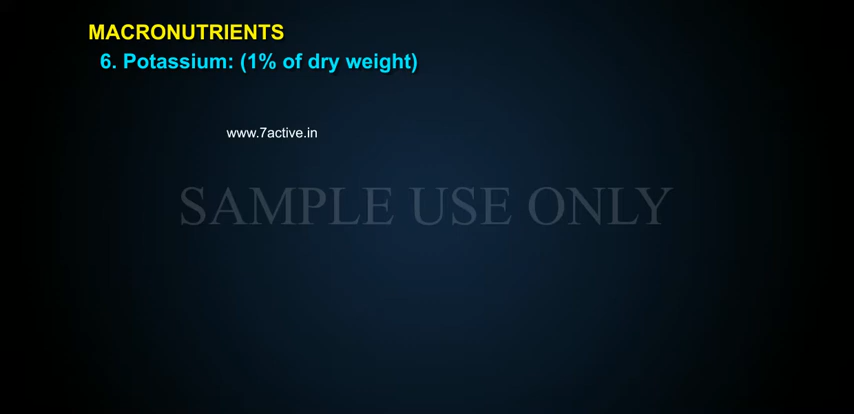 MACRONUTRIENTS
6. Potassium: (1% of dry weight)
www.7active.in
SAMPLE USE ONLY